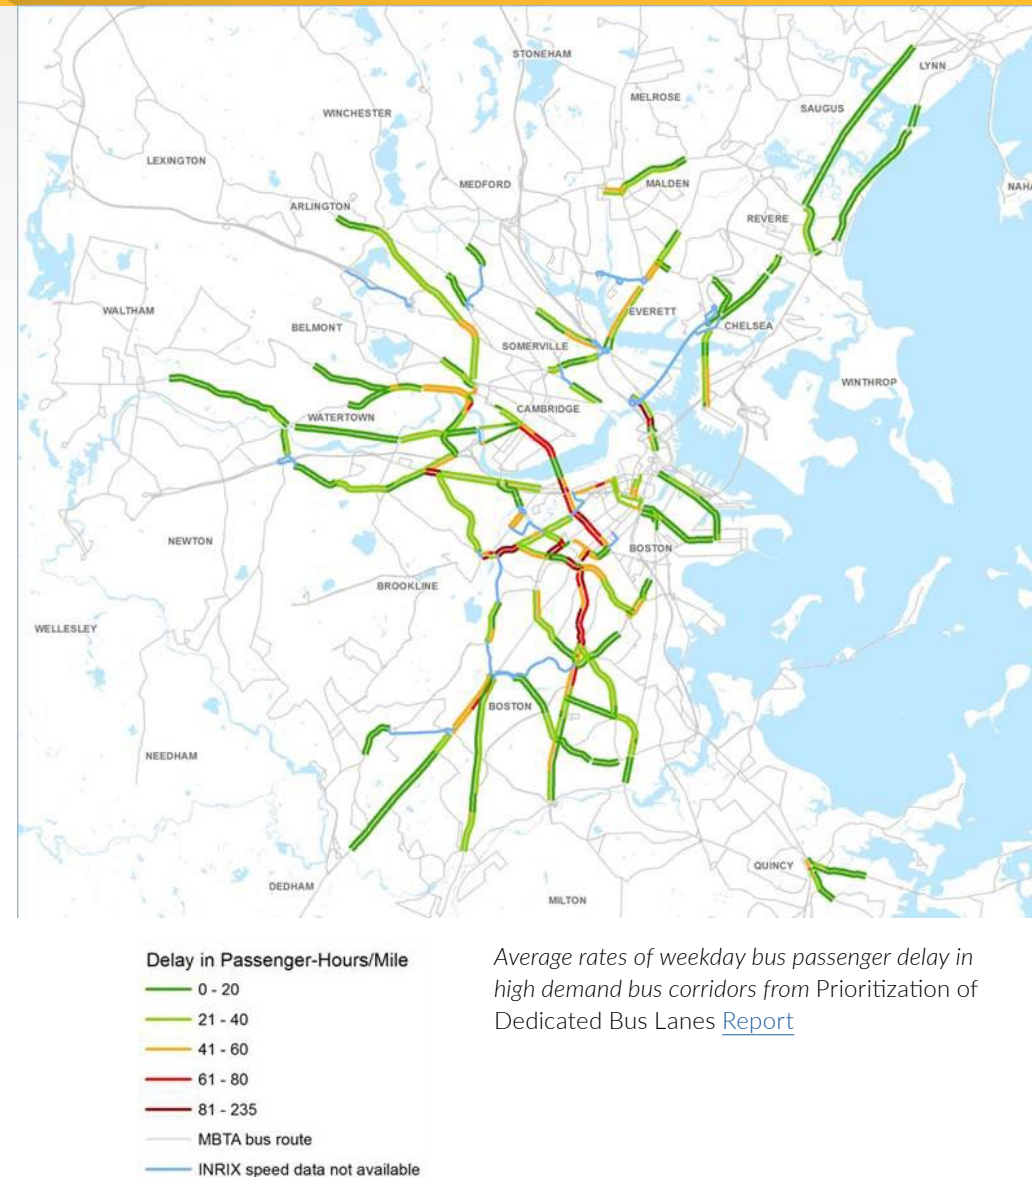 STONEHAM
LYNN
MELROSE
SAUGUS
WINCHESTER
LEXINGTON
MEDFORD
MALDEN
NAHA
ARLINGTON
REVERE
WALTHAM
BELMONT
EVERETT
CHELSEA
SOMERVILLE
WINTHROP
WATERTOWN
CAMBRIDGE
NEWTON
BOSTON
BROOKLINE
WELLESLEY
BOSTON
NEEDHAM
QUINCY
DEDHAM
MILTON
Delay in Passenger-Hours/Mile
0 - 20
21 - 40
41 - 60
61 - 80
81 - 235
MBTA bus route
INRIX speed data not available
Average rates of weekday bus passenger delay in
high demand bus corridors from Prioritization of
Dedicated Bus Lanes Report